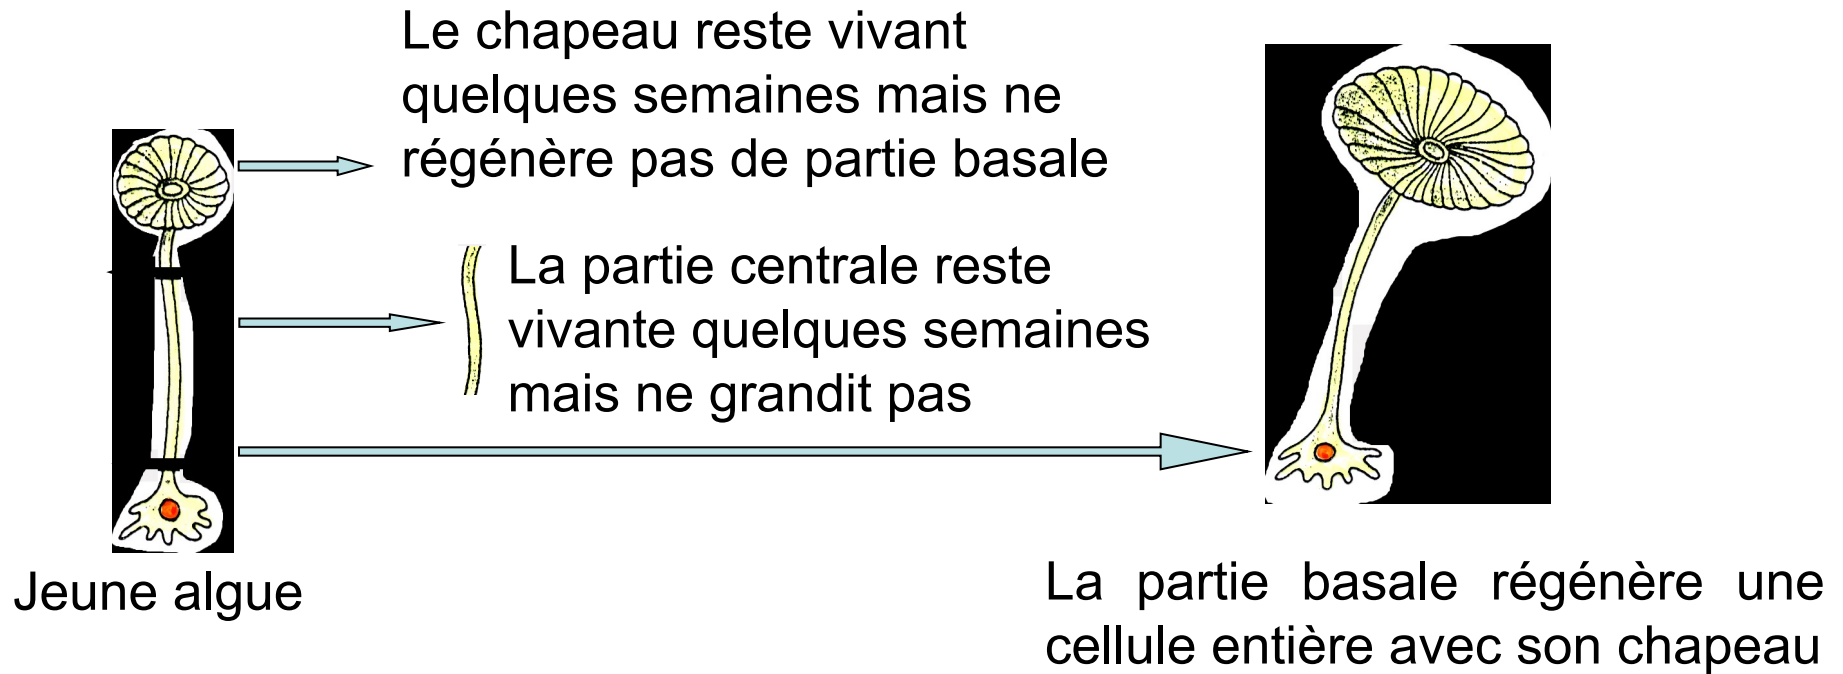 Le chapeau reste vivant
quelques semaines mais ne
régénère pas de partie basale
La partie centrale reste
vivante quelques semaines
mais ne grandit pas
Jeune algue
La partie basale régénère une
cellule entière avec son chapeau